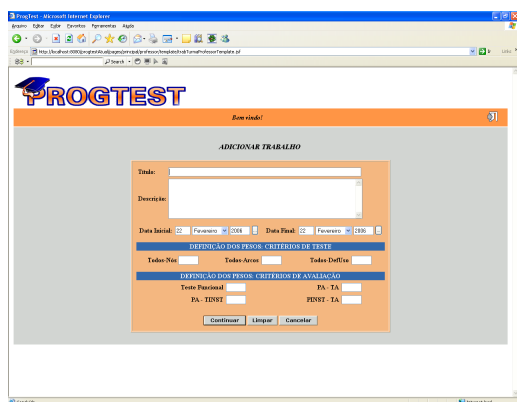 ProgTest - Microsoft Internet Explorer
Arquivo Editar Exibir Favoritos Ferramentas Ajuda
Search
PROGTEST
Bem vindo!
ADICIONAR TRABALHO
Título:
Descrição:
Data Inicial: 22 Fevereiro 2006 ... Data Final: 22 Fevereiro 2006 ...
DEFINIÇÃO DOS PESOS: CRITÉRIOS DE TESTE
Todos-Nós Todos-Arcos Todos-DefUso
DEFINIÇÃO DOS PESOS: CRITÉRIOS DE AVALIAÇÃO
Teste Funcional PA - TA
PA - TINST PINST - TA
Continuar Limpar Cancelar